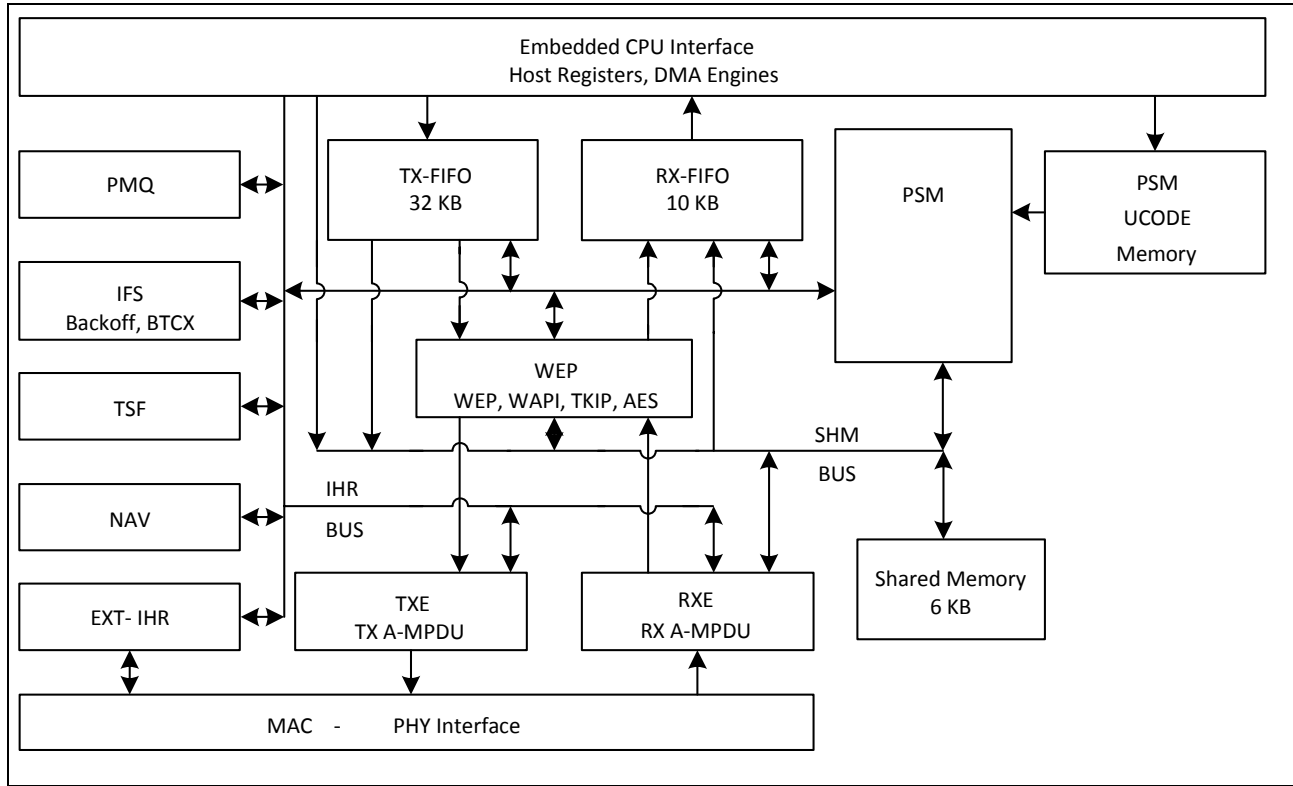 Embedded CPU Interface
Host Registers, DMA Engines
PMQ
TX-FIFO
32 KB
RX-FIFO
10 KB
PSM
PSM
UCODE
Memory
IFS
Backoff, BTCX
WEP
WEP, WAPI, TKIP, AES
TSF
SHM
BUS
IHR
BUS
NAV
Shared Memory
6 KB
EXT- IHR
TXE
TX A-MPDU
RXE
RX A-MPDU
MAC - PHY Interface